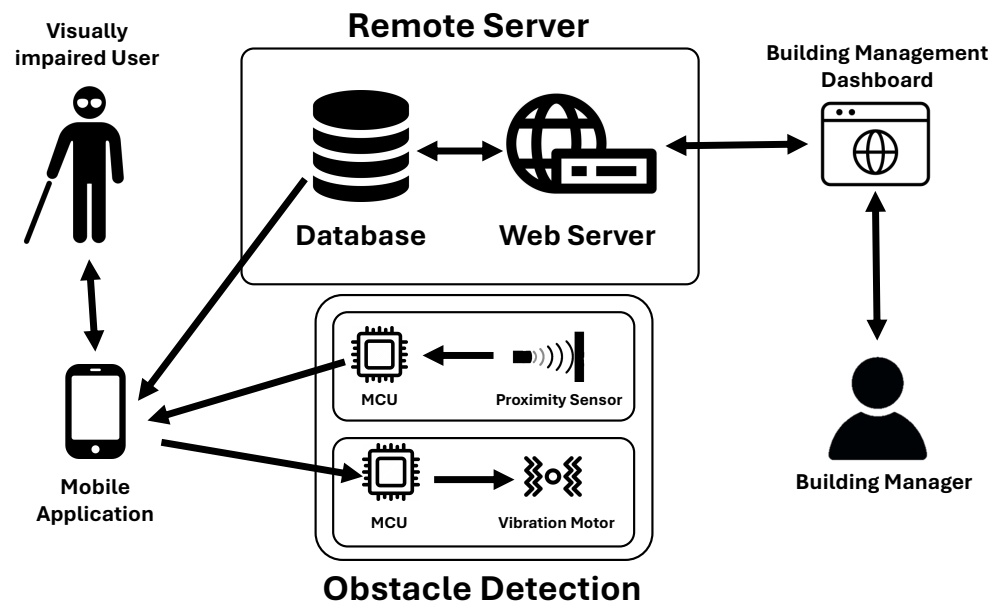 Visually
impaired User
Remote Server
Building Management
Dashboard
Database
Web Server
MCU
Proximity Sensor
MCU
Vibration Motor
Mobile
Application
Building Manager
Obstacle Detection